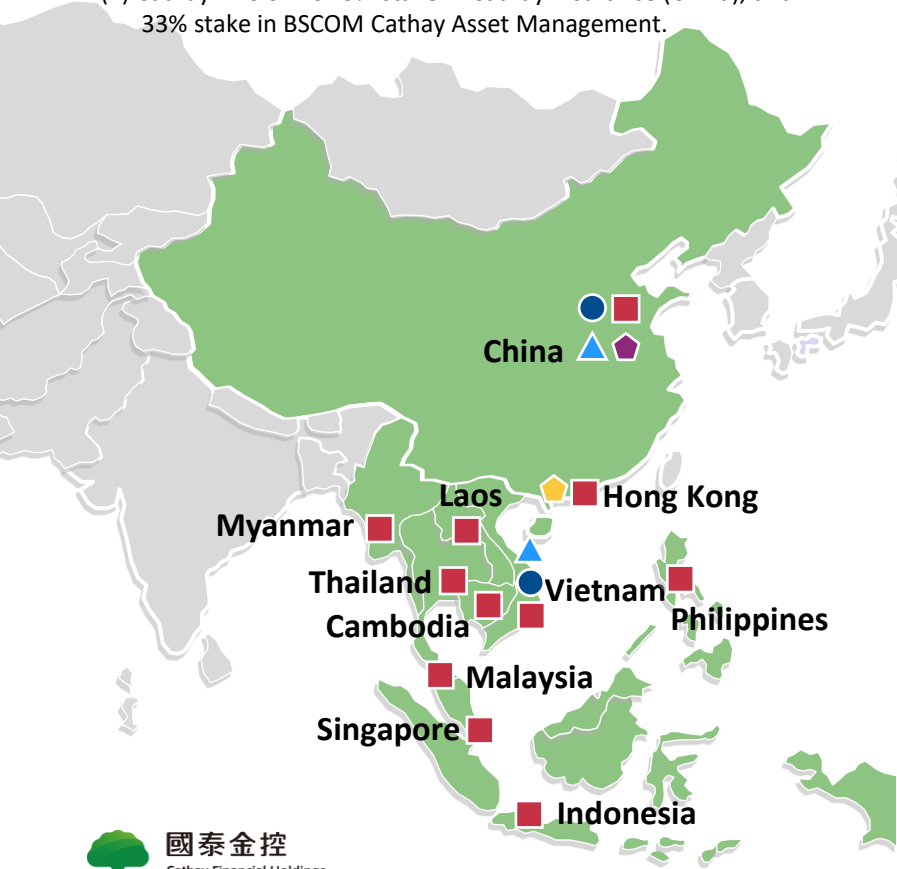 33% stake in BSCOM Cathay Asset Management.
China
Laos
Hong Kong
Myanmar
Thailand
Vietnam
Cambodia
Philippines
Malaysia
Singapore
Indonesia
國泰金控